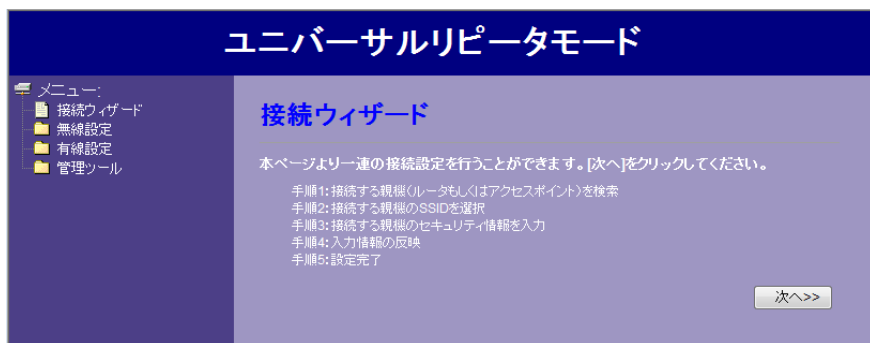 ユニバーサルリピータモード
メニュー:
接続ウィザード
無線設定
有線設定
管理ツール
接続ウィザード
本ページより一連の接続設定を行うことができます。[次へ]をクリックしてください。
手順1:接続する親機(ルータもしくはアクセスポイント)を検索
手順2:接続する親機のSSIDを選択
手順3:接続する親機のセキュリティ情報を入力
手順4:入力情報の反映
手順5:設定完了
次へ>>